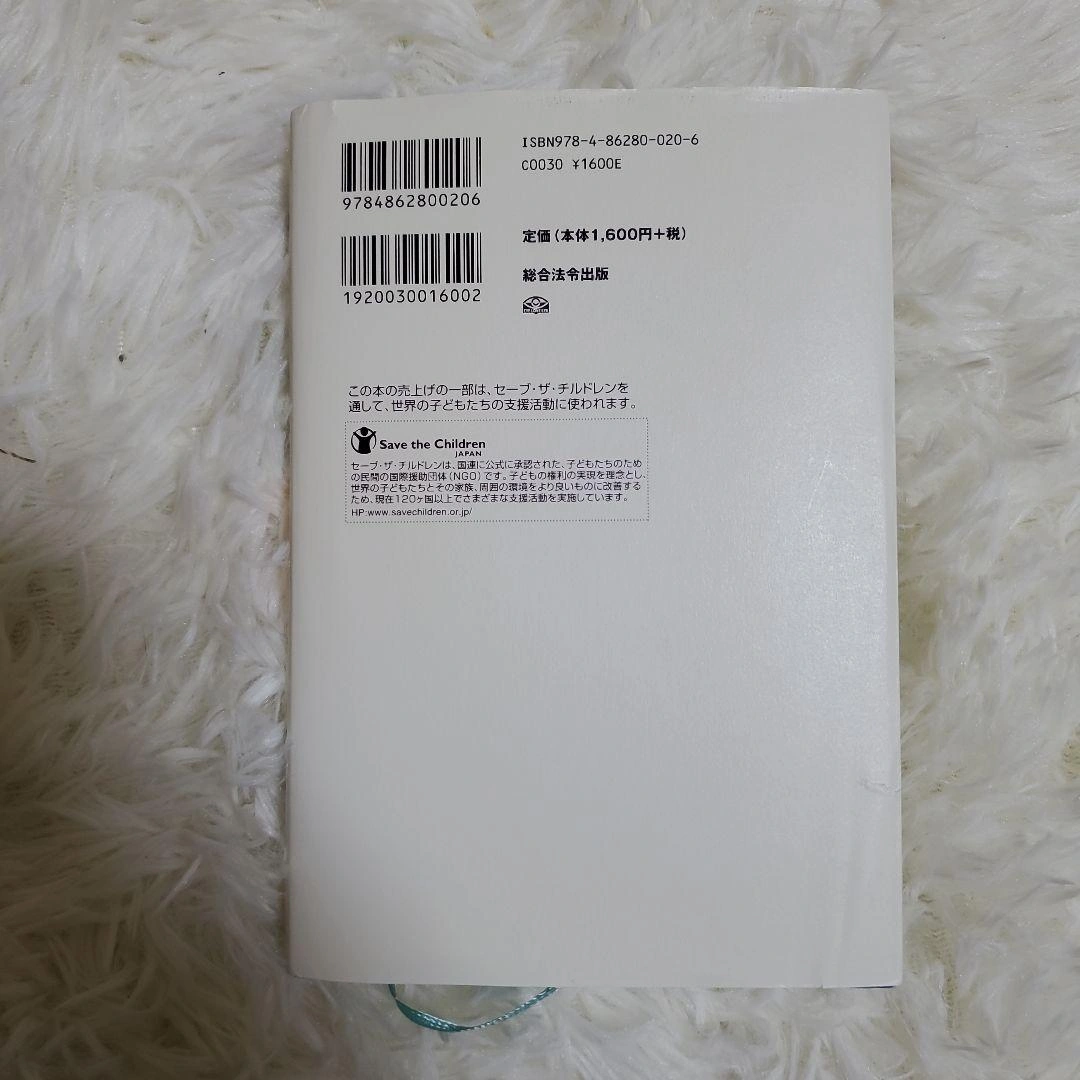 ISBN978-4-86280-020-6
C0030 ¥1600E
9784862800206
定価(本体1,600円+税)
1920030016002
総合法令出版
この本の売上げの一部は、セーブ・ザ・チルドレンを
通して、世界の子どもたちの支援活動に使われます。
Save the Children
JAPAN
セーブ・ザ・チルドレンは、国連に公式に承認された、子どもたちのため
の民間の国際援助団体(NGO)です。子どもの権利の実現を理念とし、
世界の子どもたちとその家族、周囲の環境をより良いものに改善する
ため、現在120ヶ国以上でさまざまな支援活動を実施しています。
HP:www.savechildren.or.jp/